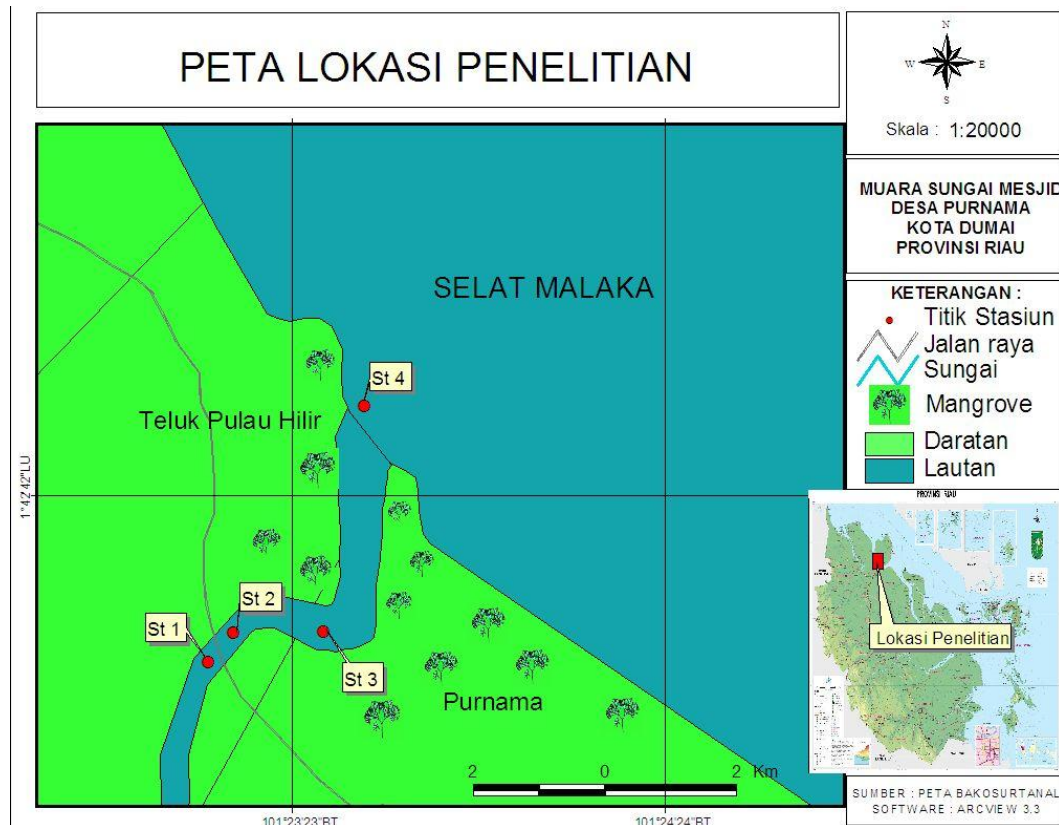 PETA LOKASI PENELITIAN
N
W E
S
Skala : 1:20000
MUARA SUNGAI MESJID
DESA PURNAMA
KOTA DUMAI
PROVINSI RIAU
KETERANGAN :
Titik Stasiun
Jalan raya
Sungai
Mangrove
Daratan
Lautan
SELAT MALAKA
St 4
Teluk Pulau Hilir
1°42'42"LU
St 2
St 1
St 3
Purnama
2 0 2 Km
101°23'23"BT
101°24'24"BT
PROVINSI RIAU
Lokasi Penelitian
SUMBER : PETA BAKOSURTANAL
SOFTWARE : ARCVIEW 3.3